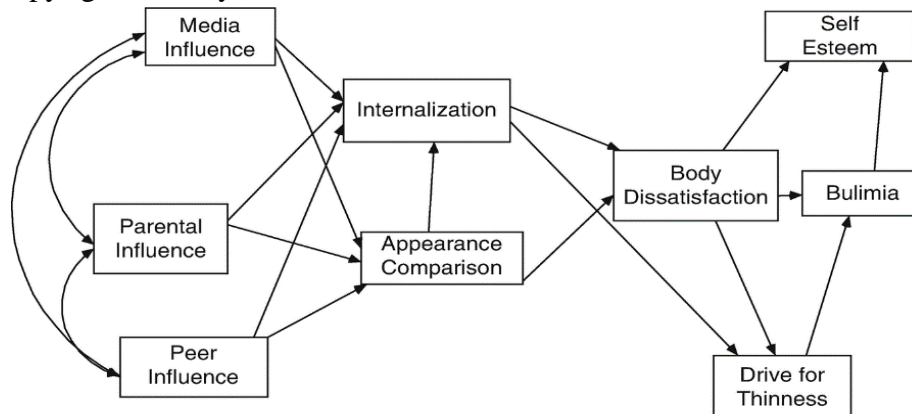 Media
Influence
Self
Esteem
Internalization
Body
Dissatisfaction
Bulimia
Parental
Influence
Appearance
Comparison
Peer
Influence
Drive for
Thinness